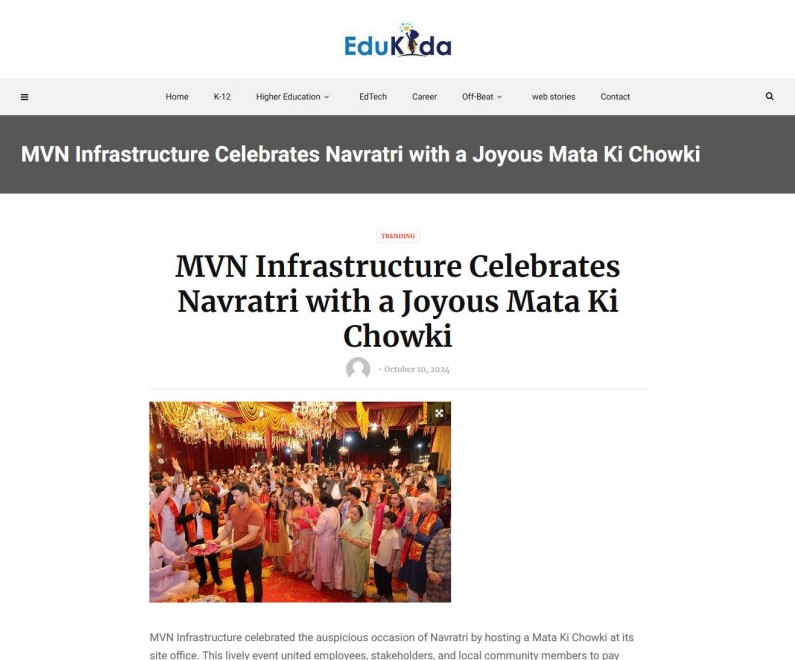 EduKida
Home K-12 Higher Education EdTech Career Off-Beat web stories Contact
MVN Infrastructure Celebrates Navratri with a Joyous Mata Ki Chowki
TRENDING
MVN Infrastructure Celebrates
Navratri with a Joyous Mata Ki
Chowki
- October 10, 2024
MVN Infrastructure celebrated the auspicious occasion of Navratri by hosting a Mata Ki Chowki at its
site office. This lively event united employees, stakeholders, and local community members to pay